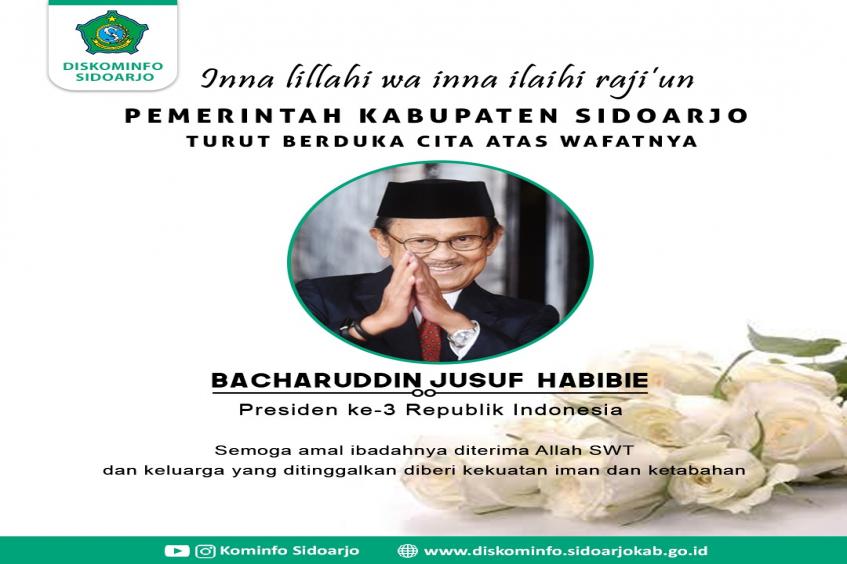 DISKOMINFO
SIDOARJO
Inna lillahi wa inna ilaihi raji'un
PEMERINTAH KABUPATEN SIDOARJO
TURUT BERDUKA CITA ATAS WAFATNYA
BACHARUDDIN JUSUF HABIBIE
Presiden ke-3 Republik Indonesia
Semoga amal ibadahnya diterima Allah SWT
dan keluarga yang ditinggalkan diberi kekuatan iman dan ketabahan
Kominfo Sidoarjo www.diskominfo.sidoarjokab.go.id